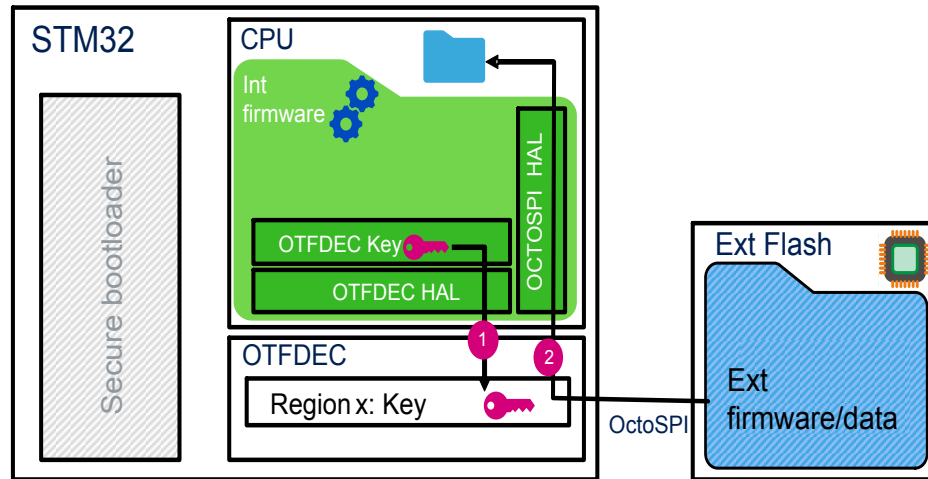 STM32
Secure bootloader
CPU
Int
firmware
OCTOSPI HAL
OTFDEC Key
OTFDEC HAL
1
OTFDEC
2
Region x: Key
OctoSPI
Ext Flash
Ext
firmware/data